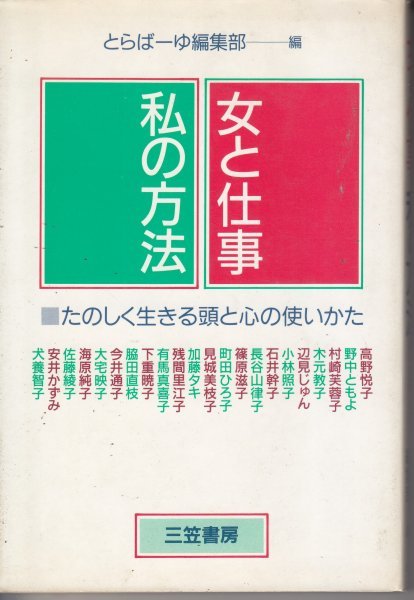 とらばーゆ編集部──編
女と仕事
私の方法
■たのしく生きる頭と心の使いかた
高野悦子
野中ともよ
村崎芙蓉子
木元教子
辺見じゅん
小林照子
石井幹子
長谷山律子
篠原滋子
町田ひろ子
見城美枝子
加藤タキ
残間里江子
有馬真喜子
下重暁子
脇田直枝
今井通子
大宅映子
海原純子
佐藤綾子
安井かずみ
犬養智子
三笠書房